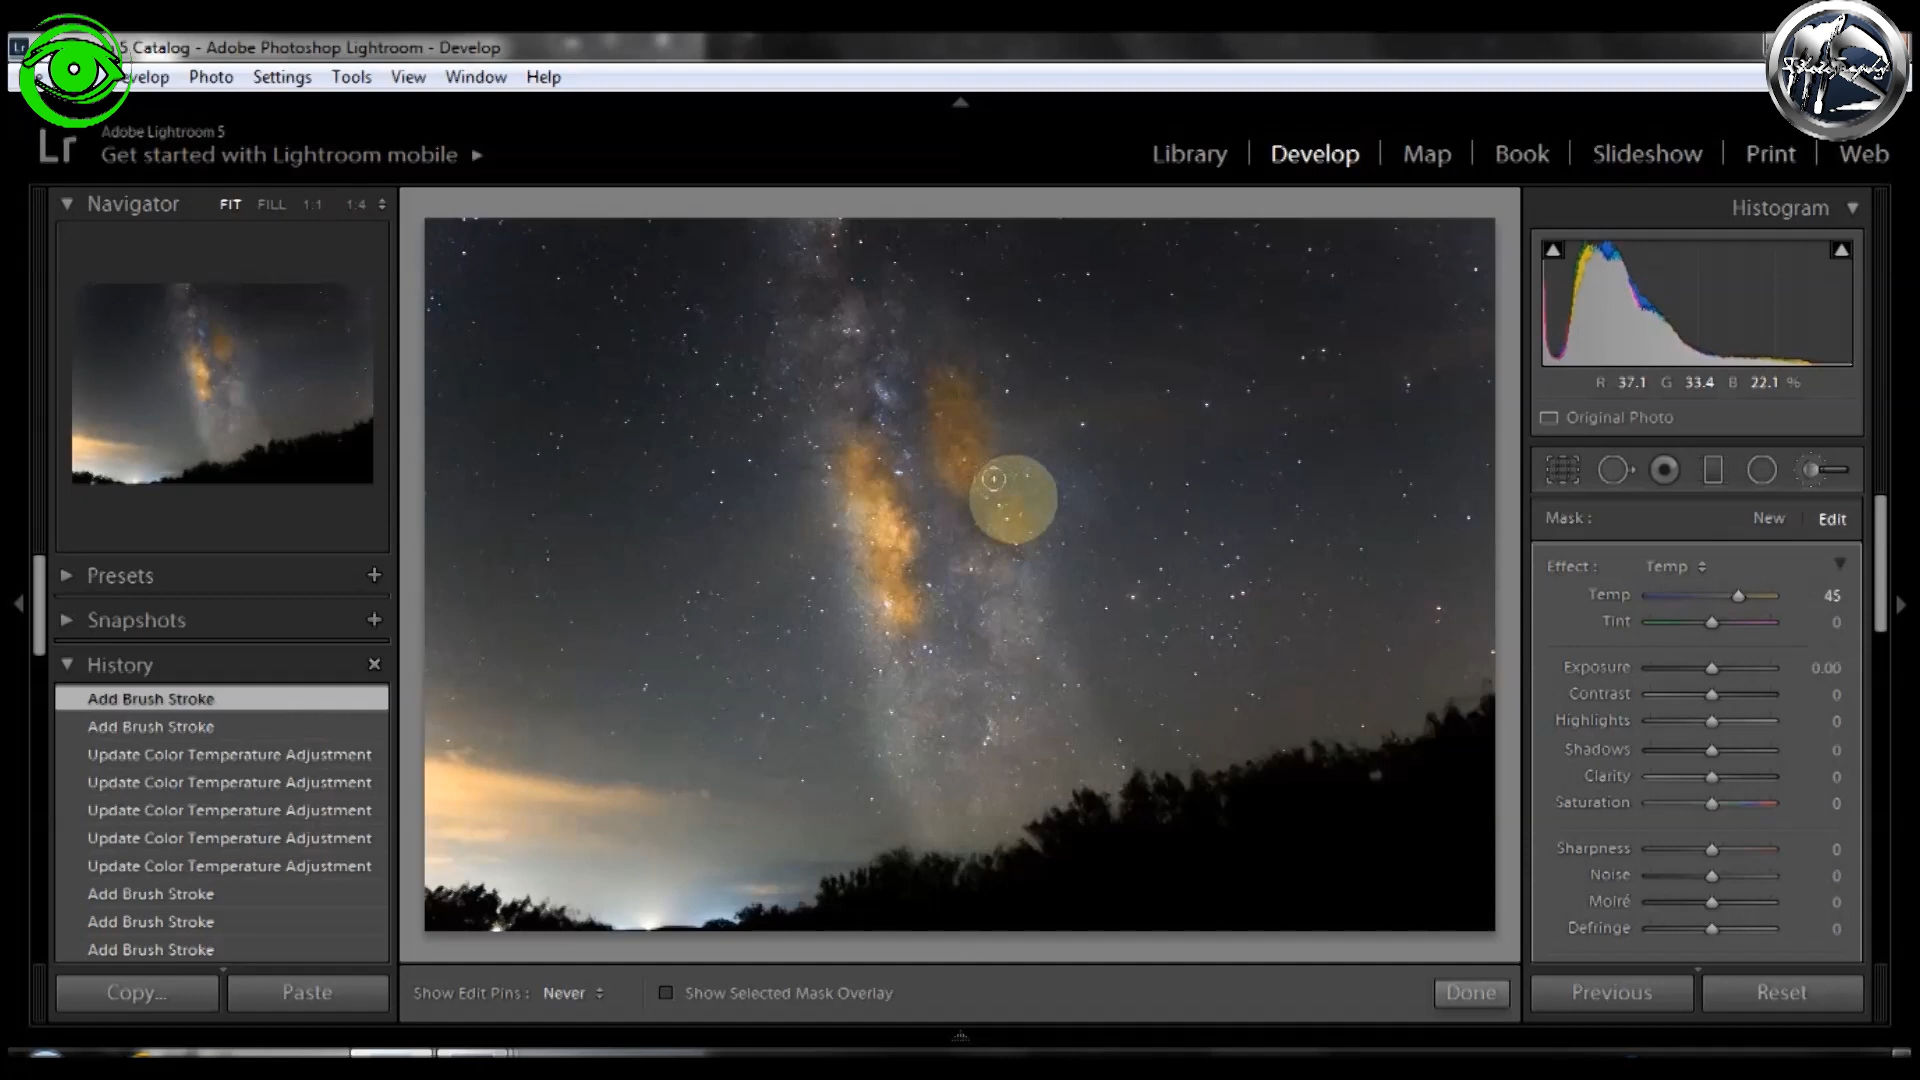 5 Catalog - Adobe Photoshop Lightroom - Develop
Photo Settings Tools View Window Help
Adobe Lightroom 5
Get started with Lightroom mobile
Library | Develop | Map | Book | Slideshow | Print | Web
Navigator FIT FILL 1:1 1:4
Histogram
R 37.1 G 33.4 B 22.1 %
Original Photo
Mask : New Edit
Effect : Temp
Temp 45
Tint 0
Exposure 0.00
Contrast 0
Highlights 0
Shadows 0
Clarity 0
Saturation 0
Sharpness 0
Noise 0
Moiré 0
Defringe 0
Presets
Snapshots
History
Add Brush Stroke
Add Brush Stroke
Update Color Temperature Adjustment
Update Color Temperature Adjustment
Update Color Temperature Adjustment
Update Color Temperature Adjustment
Update Color Temperature Adjustment
Add Brush Stroke
Add Brush Stroke
Add Brush Stroke
Copy... Paste
Show Edit Pins : Never Show Selected Mask Overlay Done
Previous Reset